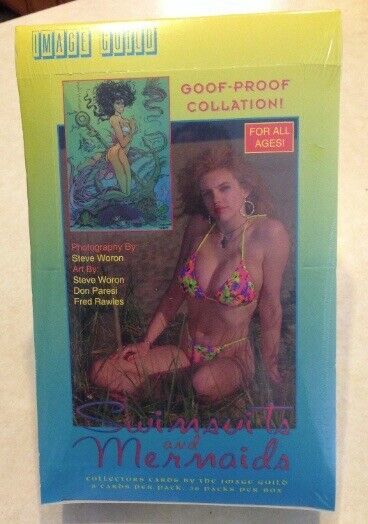 IMAGE GUILD
GOOF-PROOF
COLLATION!
FOR ALL
AGES!
Photography By:
Steve Woron
Art By:
Steve Woron
Don Paresi
Fred Rawles
Swimsuits
and
Mermaids
COLLECTORS CARDS BY THE IMAGE GUILD
8 CARDS PER PACK, 36 PACKS PER BOX